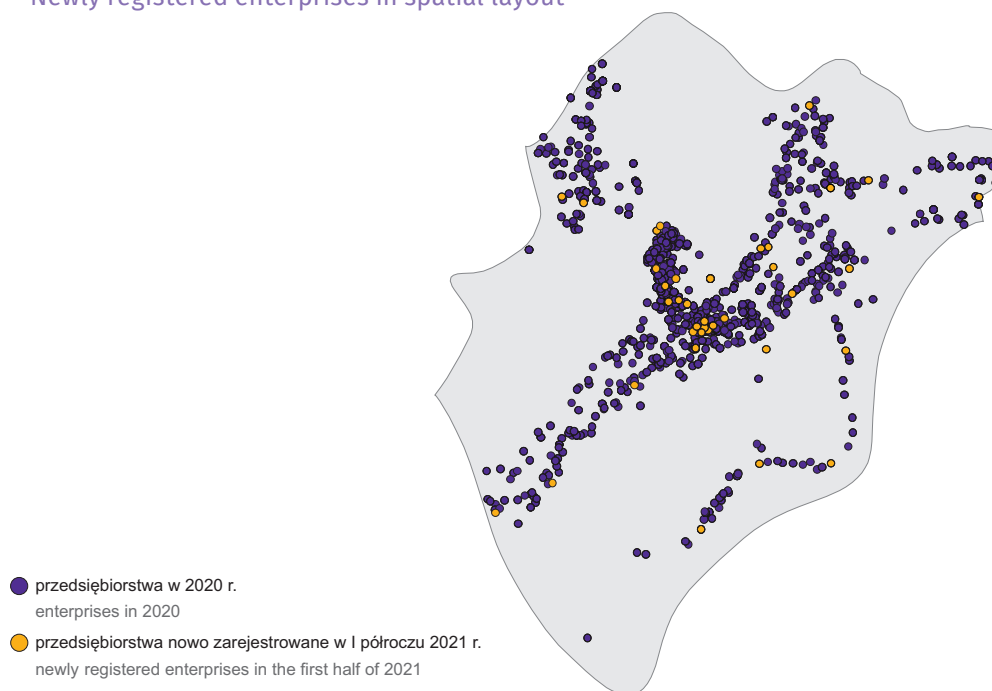 Newly registered enterprises in spatial layout
przedsiębiorstwa w 2020 r.
enterprises in 2020
przedsiębiorstwa nowo zarejestrowane w I półroczu 2021 r.
newly registered enterprises in the first half of 2021